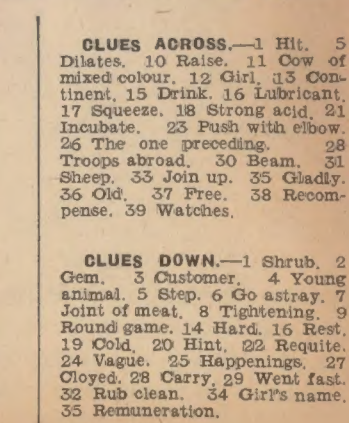 CLUES ACROSS.—1 Hit. 5
Dilates. 10 Raise. 11 Cow of
mixed colour. 12 Girl. 13 Con-
tinent. 15 Drink. 16 Lubricant.
17 Squeeze. 18 Strong acid. 21
Incubate. 23 Push with elbow.
26 The one preceding. 28
Troops abroad. 30 Beam. 31
Sheep. 33 Join up. 35 Gladly.
36 Old. 37 Free. 38 Recom-
pense. 39 Watches.
CLUES DOWN.—1 Shrub. 2
Gem. 3 Customer. 4 Young
animal. 5 Step. 6 Go astray. 7
Joint of meat. 8 Tightening. 9
Round game. 14 Hard. 16 Rest.
19 Cold. 20 Hint. 22 Requite.
24 Vague. 25 Happenings. 27
Cloyed. 28 Carry. 29 Went fast.
32 Rub clean. 34 Girl's name.
35 Remuneration.